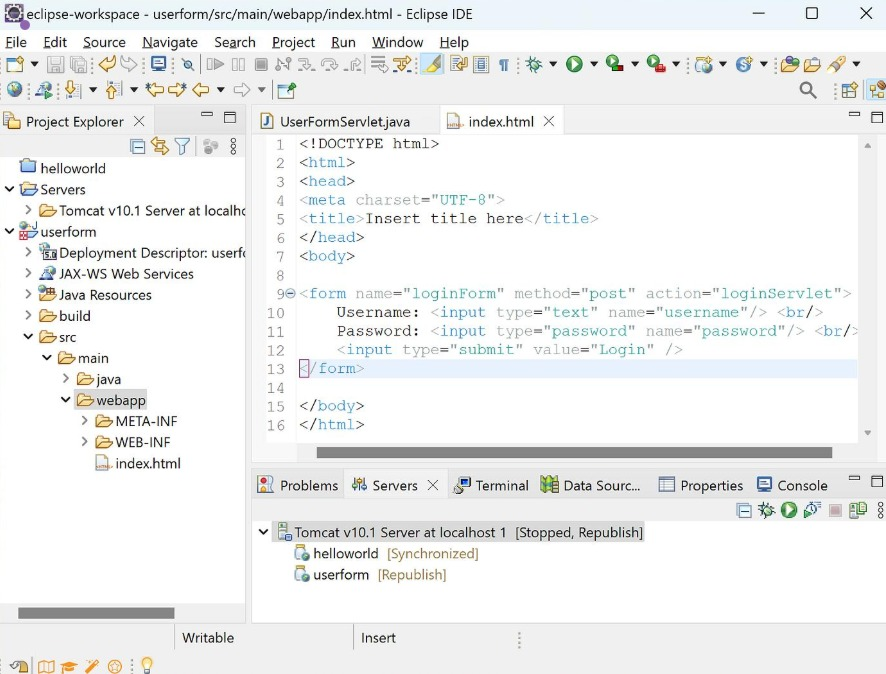 eclipse-workspace - userform/src/main/webapp/index.html - Eclipse IDE
File Edit Source Navigate Search Project Run Window Help
Project Explorer
helloworld
Servers
Tomcat v10.1 Server at localh
userform
Deployment Descriptor: userf
JAX-WS Web Services
Java Resources
build
src
main
java
webapp
META-INF
WEB-INF
index.html
UserFormServlet.java index.html
1 <!DOCTYPE html>
2 <html>
3 <head>
4 <meta charset="UTF-8">
5 <title>Insert title here</title>
6 </head>
7 <body>
8
9 <form name="loginForm" method="post" action="loginServlet">
10 Username: <input type="text" name="username"/> <br/>
11 Password: <input type="password" name="password"/> <br/>
12 <input type="submit" value="Login" />
13 </form>
14
15 </body>
16 </html>
Problems Servers Terminal Data Sourc... Properties Console
Tomcat v10.1 Server at localhost 1 [Stopped, Republish]
helloworld [Synchronized]
userform [Republish]
Writable Insert